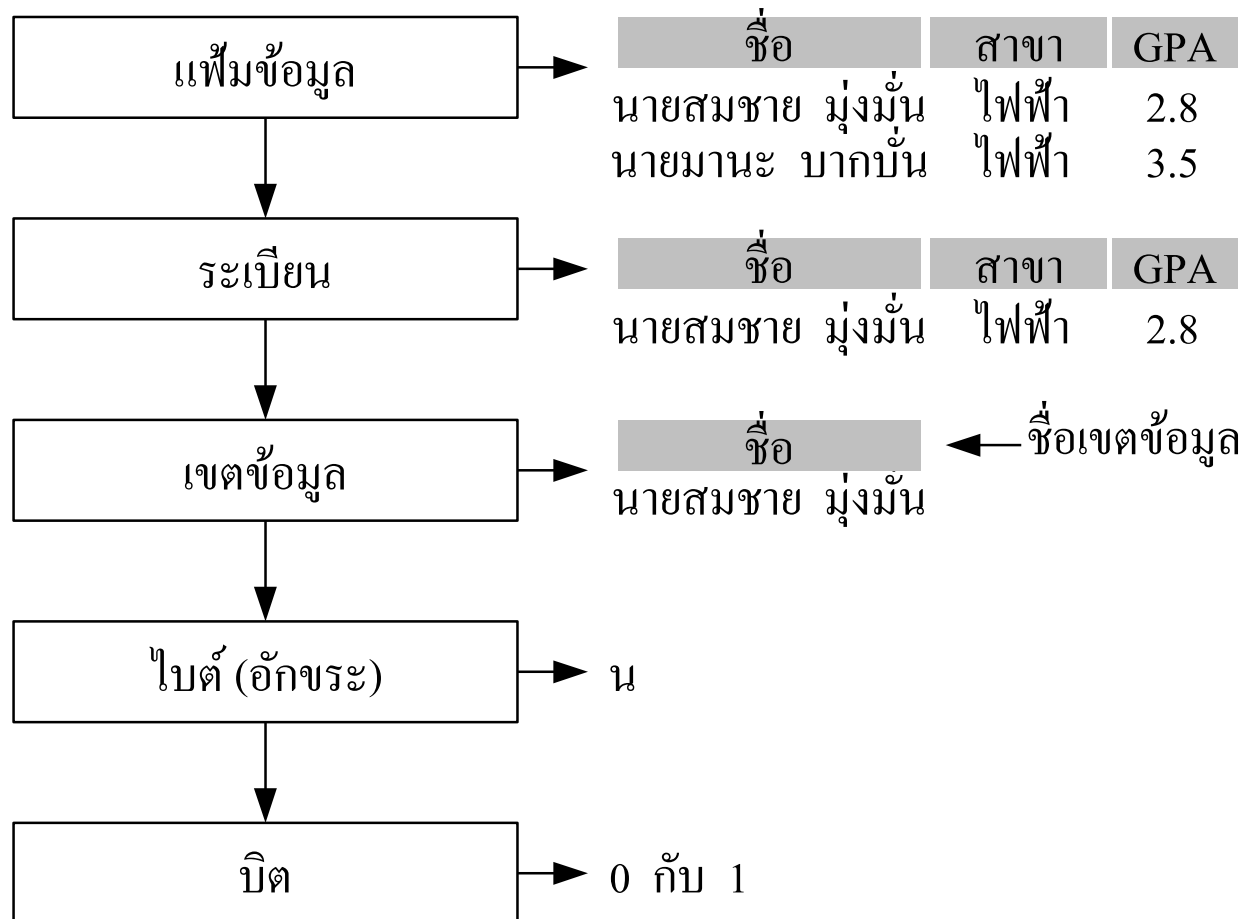 แฟ้มข้อมูล
ชื่อ สาขา GPA
นายสมชาย มุ่งมั่น ไฟฟ้า 2.8
นายมานะ บากบั่น ไฟฟ้า 3.5
ระเบียน
ชื่อ สาขา GPA
นายสมชาย มุ่งมั่น ไฟฟ้า 2.8
เขตข้อมูล
ชื่อ
ชื่อเขตข้อมูล
นายสมชาย มุ่งมั่น
ไบต์ (อักขระ)
น
บิต
0 กับ 1